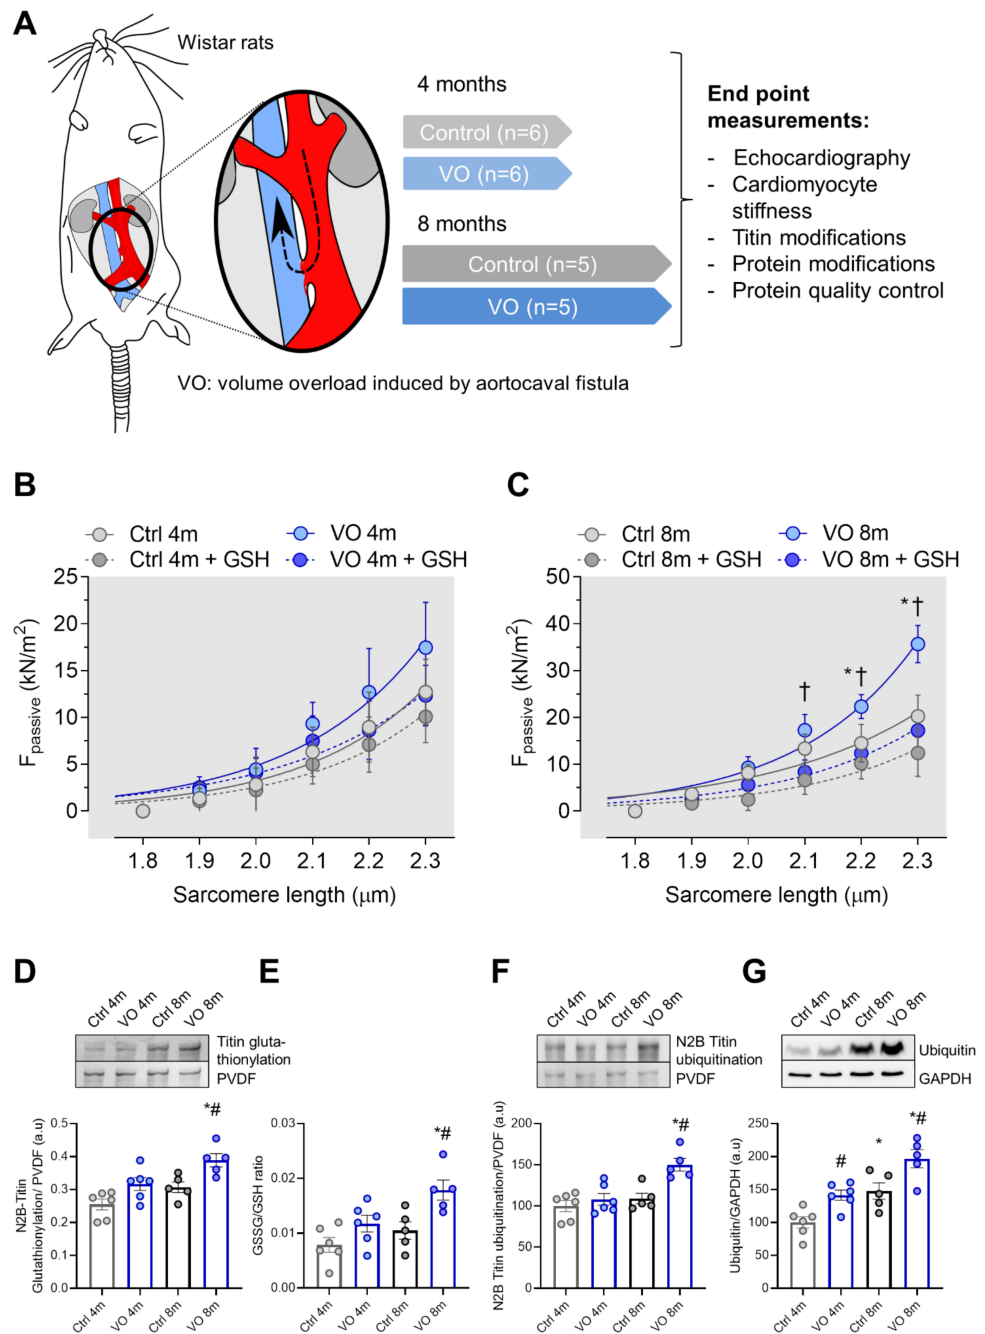 A
Wistar rats
4 months
Control (n=6)
VO (n=6)
8 months
Control (n=5)
VO (n=5)
End point
measurements:
- Echocardiography
- Cardiomyocyte
stiffness
- Titin modifications
- Protein modifications
- Protein quality control
VO: volume overload induced by aortocaval fistula
B
Ctrl 4m
VO 4m
Ctrl 4m + GSH
VO 4m + GSH
25
20
15
10
5
0
Fpassive (kN/m²)
1.8 1.9 2.0 2.1 2.2 2.3
Sarcomere length (μm)
C
Ctrl 8m
VO 8m
Ctrl 8m + GSH
VO 8m + GSH
50
40
30
20
10
0
Fpassive (kN/m²)
†
*†
*†
1.8 1.9 2.0 2.1 2.2 2.3
Sarcomere length (μm)
D
Ctrl 4m VO 4m Ctrl 8m VO 8m
Titin gluta-
thionylation
PVDF
N2B-Titin
Glutathionylation/ PVDF (a.u)
0.5
0.4
0.3
0.2
0.1
0.0
*#
Ctrl 4m VO 4m Ctrl 8m VO 8m
E
GSSG/GSH ratio
0.03
0.02
0.01
0.00
*#
Ctrl 4m VO 4m Ctrl 8m VO 8m
F
Ctrl 4m VO 4m Ctrl 8m VO 8m
N2B Titin
ubiquitination
PVDF
N2B Titin ubiquitination/PVDF (a.u)
200
150
100
50
0
*#
Ctrl 4m VO 4m Ctrl 8m VO 8m
G
Ctrl 4m VO 4m Ctrl 8m VO 8m
Ubiquitin
GAPDH
Ubiquitin/GAPDH (a.u)
250
200
150
100
50
0
#
*
*#
Ctrl 4m VO 4m Ctrl 8m VO 8m